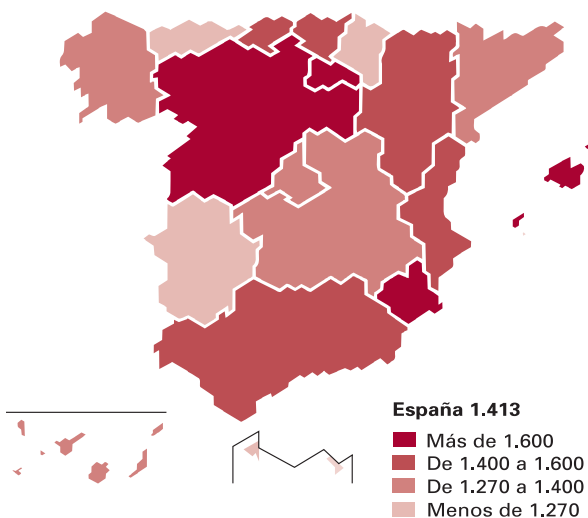 España 1.413
Más de 1.600
De 1.400 a 1.600
De 1.270 a 1.400
Menos de 1.270